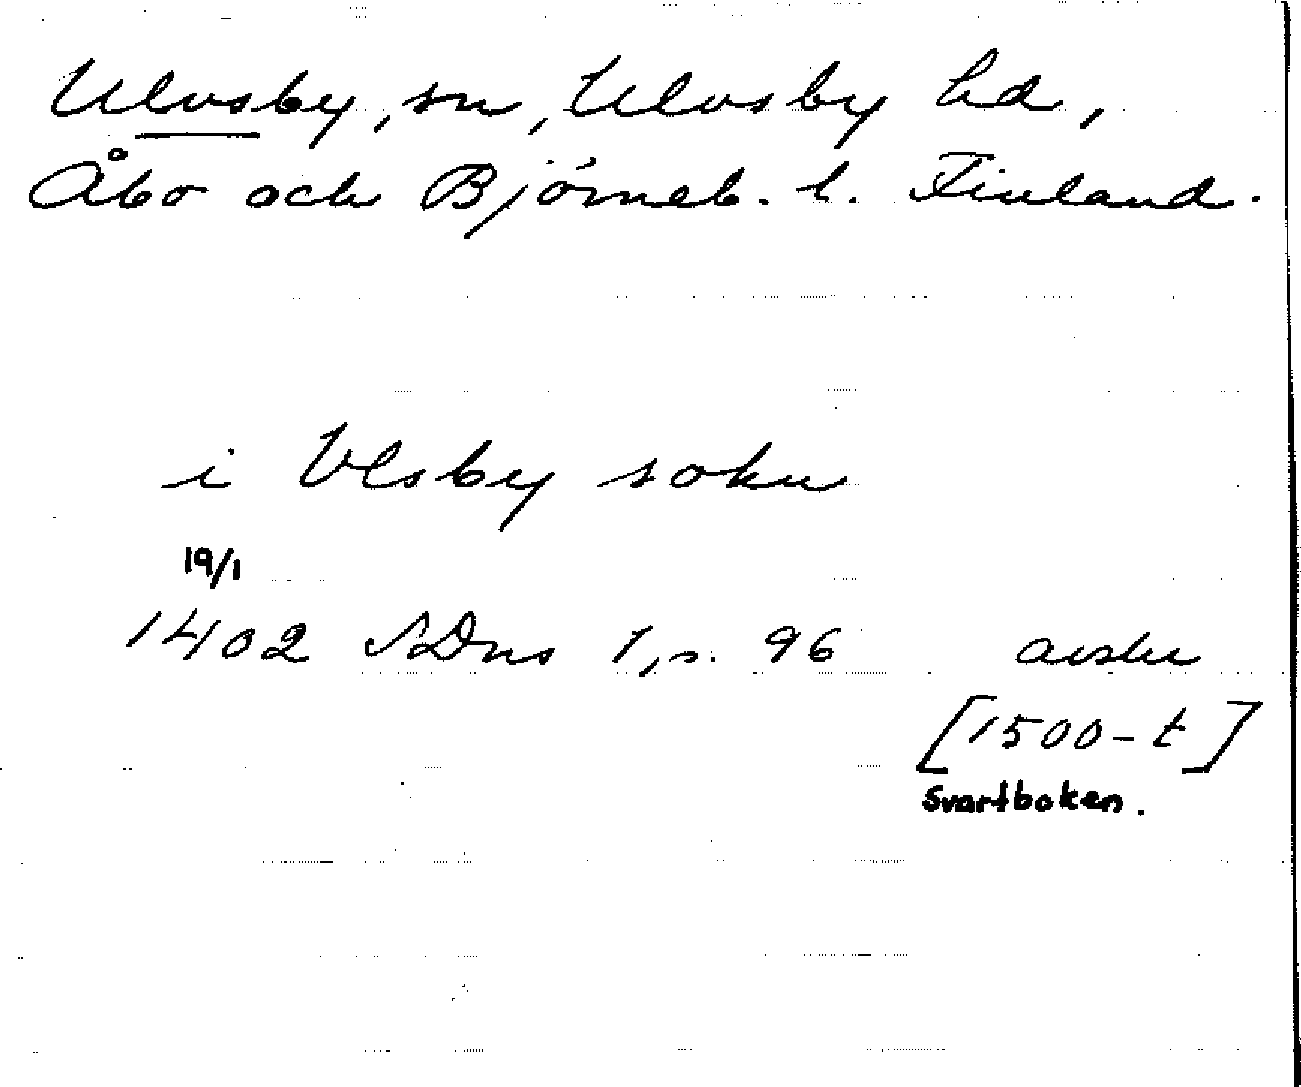 Ulvsby, sn, Ulvsby hd,
Åbo och Björneb. l. Finland.
i Vlsby sokn
19/1
1402 SDns 1, s. 96 avskr
[1500-t]
Svartboken.